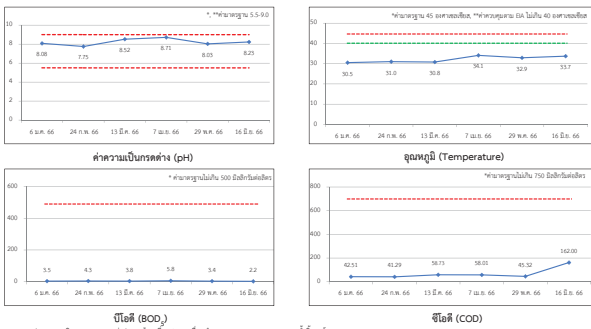 *, **ค่ามาตรฐาน 5.5-9.0
10
8
6
4
2
0
8.08
7.75
8.52
8.71
8.03
8.23
6 ม.ค. 66
24 ก.พ. 66
13 มี.ค. 66
7 เม.ย. 66
29 พ.ค. 66
16 มิ.ย. 66
ค่าความเป็นกรดด่าง (pH)
*ค่ามาตรฐาน 45 องศาเซลเซียส, **ค่าควบคุมตาม EIA ไม่เกิน 40 องศาเซลเซียส
50
40
30
20
10
0
30.5
31.0
30.8
34.1
32.9
33.7
6 ม.ค. 66
24 ก.พ. 66
13 มี.ค. 66
7 เม.ย. 66
29 พ.ค. 66
16 มิ.ย. 66
อุณหภูมิ (Temperature)
* ค่ามาตรฐานไม่เกิน 500 มิลลิกรัมต่อลิตร
600
400
200
0
3.5
4.3
3.8
5.8
3.4
2.2
6 ม.ค. 66
24 ก.พ. 66
13 มี.ค. 66
7 เม.ย. 66
29 พ.ค. 66
16 มิ.ย. 66
บีโอดี (BOD₅)
*ค่ามาตรฐานไม่เกิน 750 มิลลิกรัมต่อลิตร
800
600
400
200
0
42.51
41.29
58.73
58.01
45.32
162.00
6 ม.ค. 66
24 ก.พ. 66
13 มี.ค. 66
7 เม.ย. 66
29 พ.ค. 66
16 มิ.ย. 66
ซีโอดี (COD)